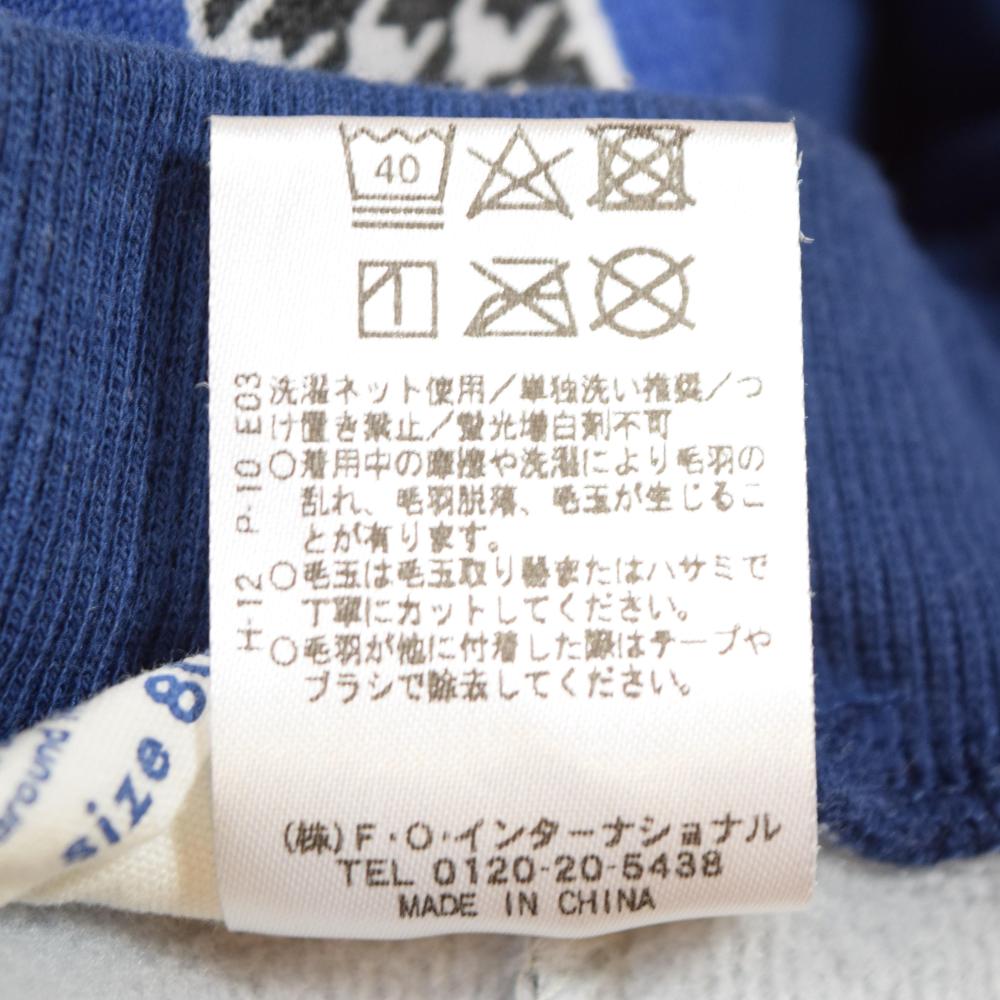 40
洗濯ネット使用／単独洗い推奨／つ
け置き禁止／蛍光増白剤不可
○着用中の摩擦や洗濯により毛羽の
乱れ、毛羽脱落、毛玉が生じるこ
とが有ります。
○毛玉は毛玉取り器またはハサミで
丁寧にカットしてください。
○毛羽が他に付着した際はテープや
ブラシで除去してください。
H-12 P-10 E03
(株)F・O・インターナショナル
TEL 0120-20-5438
MADE IN CHINA
around
size 8